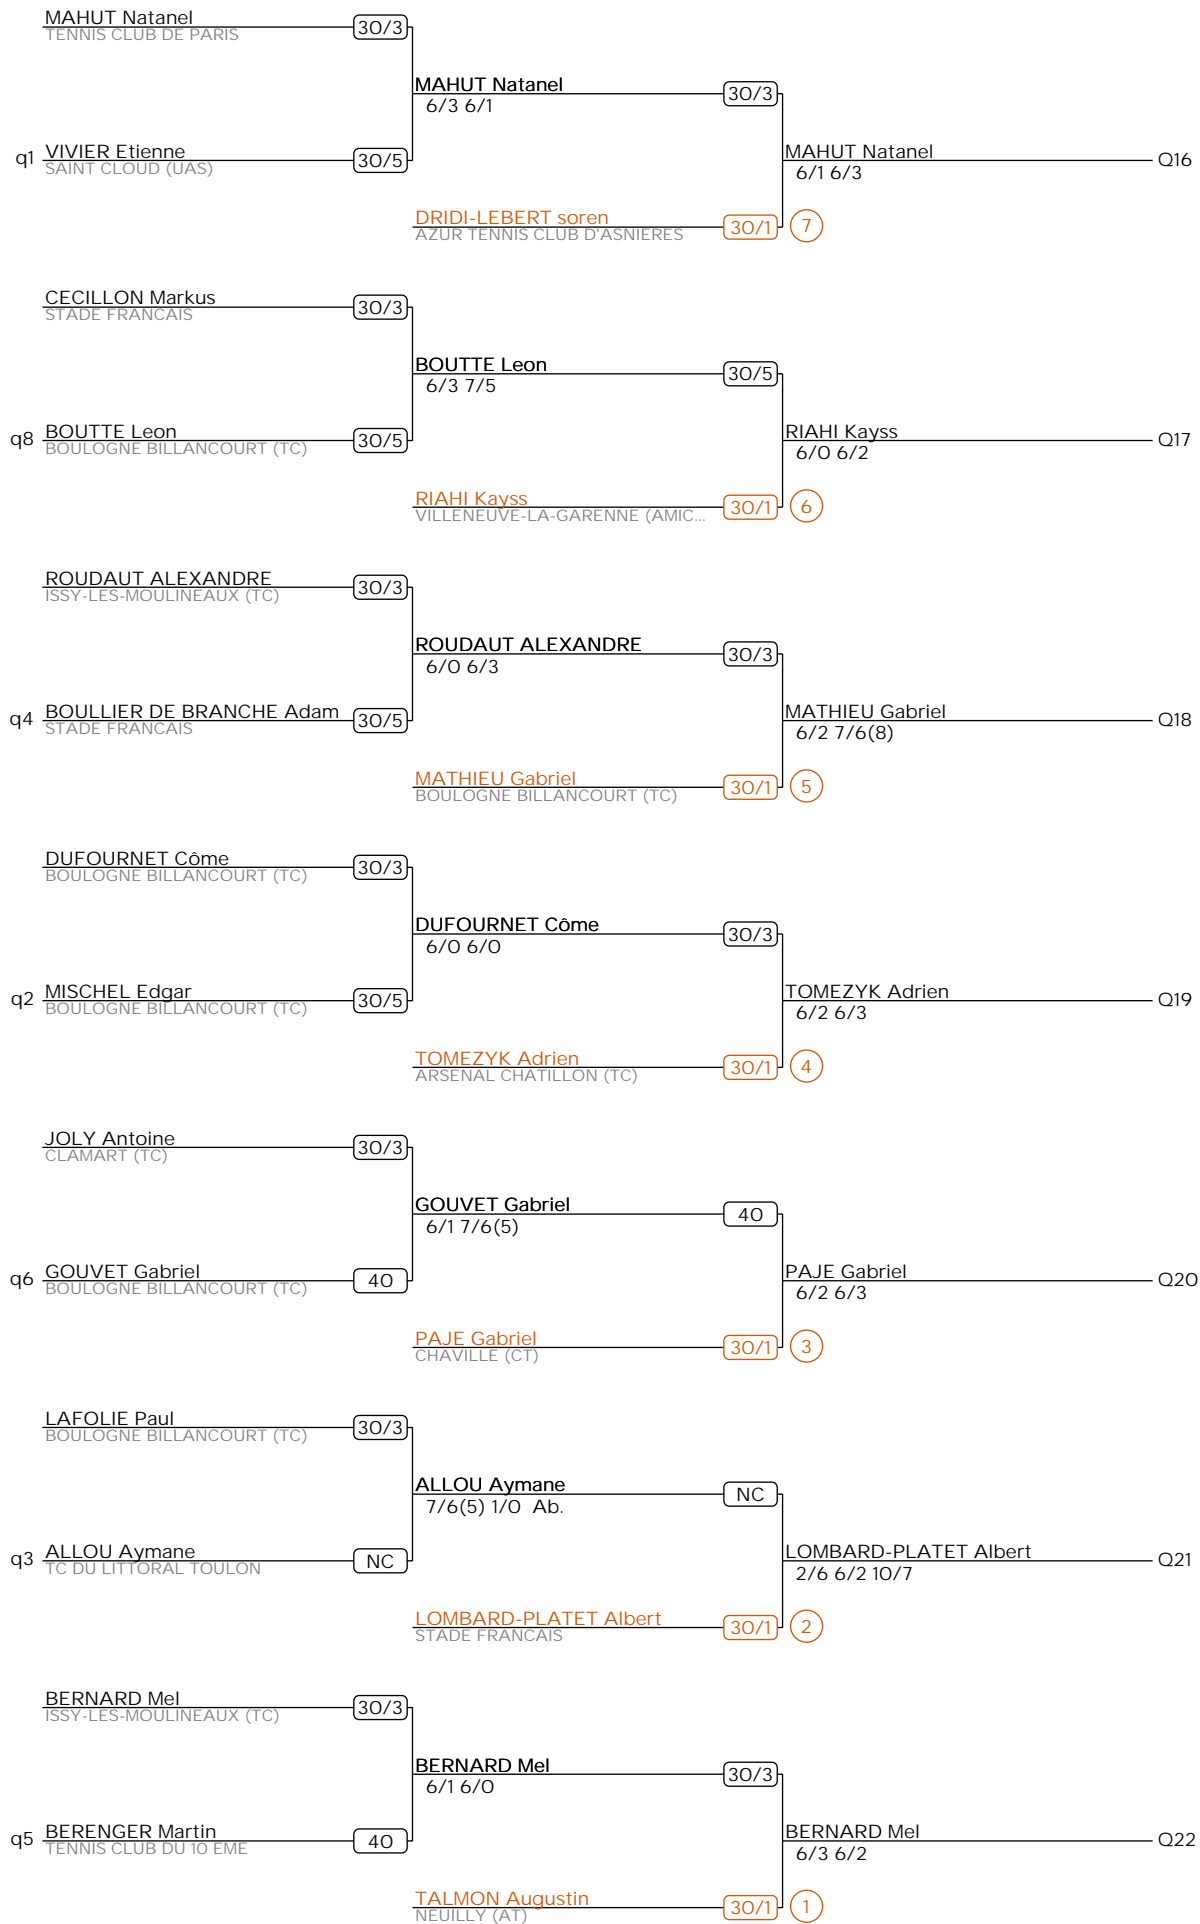 MAHUT Natanel
TENNIS CLUB DE PARIS
30/3
MAHUT Natanel
30/3
6/3 6/1
q1 VIVIER Etienne
SAINT CLOUD (UAS)
30/5
MAHUT Natanel
6/1 6/3
Q16
DRIDI-LEBERT soren
AZUR TENNIS CLUB D'ASNIERES
30/1 7
CECILLON Markus
STADE FRANCAIS
30/3
BOUTTE Leon
30/5
6/3 7/5
q8 BOUTTE Leon
BOULOGNE BILLANCOURT (TC)
30/5
RIAHI Kayss
6/0 6/2
Q17
RIAHI Kayss
VILLENEUVE-LA-GARENNE (AMIC...
30/1 6
ROUDAUT ALEXANDRE
ISSY-LES-MOULINEAUX (TC)
30/3
ROUDAUT ALEXANDRE
30/3
6/0 6/3
q4 BOULLIER DE BRANCHE Adam
STADE FRANCAIS
30/5
MATHIEU Gabriel
6/2 7/6(8)
Q18
MATHIEU Gabriel
BOULOGNE BILLANCOURT (TC)
30/1 5
DUFOURNET Côme
BOULOGNE BILLANCOURT (TC)
30/3
DUFOURNET Côme
30/3
6/0 6/0
q2 MISCHEL Edgar
BOULOGNE BILLANCOURT (TC)
30/5
TOMEZYK Adrien
6/2 6/3
Q19
TOMEZYK Adrien
ARSENAL CHATILLON (TC)
30/1 4
JOLY Antoine
CLAMART (TC)
30/3
GOUVET Gabriel
40
6/1 7/6(5)
q6 GOUVET Gabriel
BOULOGNE BILLANCOURT (TC)
40
PAJE Gabriel
6/2 6/3
Q20
PAJE Gabriel
CHAVILLE (CT)
30/1 3
LAFOLIE Paul
BOULOGNE BILLANCOURT (TC)
30/3
ALLOU Aymane
NC
7/6(5) 1/0 Ab.
q3 ALLOU Aymane
TC DU LITTORAL TOULON
NC
LOMBARD-PLATET Albert
2/6 6/2 10/7
Q21
LOMBARD-PLATET Albert
STADE FRANCAIS
30/1 2
BERNARD Mel
ISSY-LES-MOULINEAUX (TC)
30/3
BERNARD Mel
30/3
6/1 6/0
q5 BERENGER Martin
TENNIS CLUB DU 10 EME
40
BERNARD Mel
6/3 6/2
Q22
TALMON Augustin
NEUILLY (AT)
30/1 1